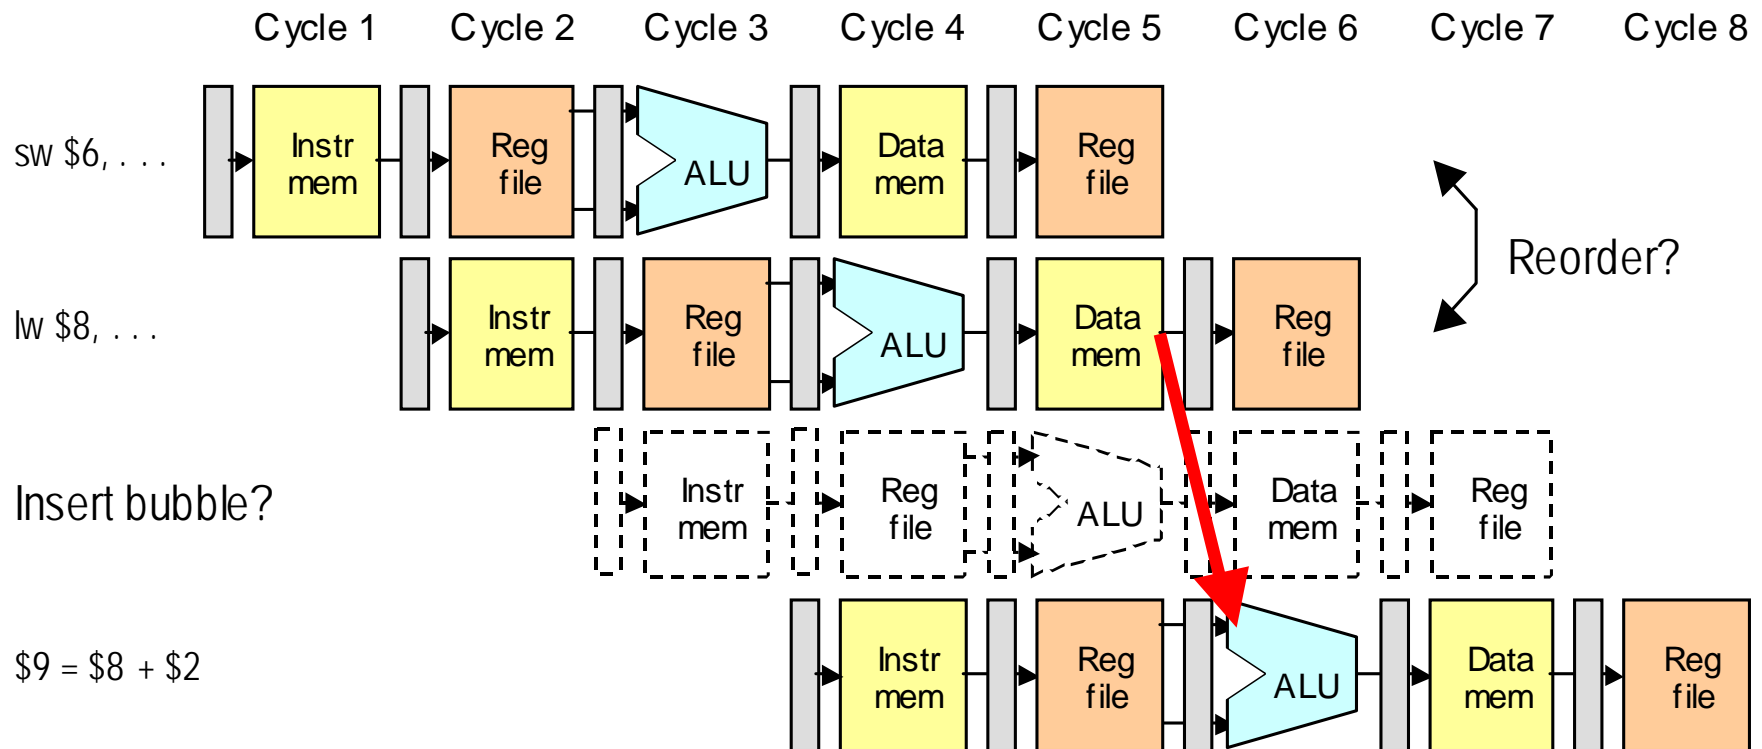 Cycle 1 Cycle 2 Cycle 3 Cycle 4 Cycle 5 Cycle 6 Cycle 7 Cycle 8
sw $6, . . .
Instr
mem
Reg
file
ALU
Data
mem
Reg
file
Reorder?
lw $8, . . .
Instr
mem
Reg
file
ALU
Data
mem
Reg
file
Insert bubble?
Instr
mem
Reg
file
ALU
Data
mem
Reg
file
$9 = $8 + $2
Instr
mem
Reg
file
ALU
Data
mem
Reg
file